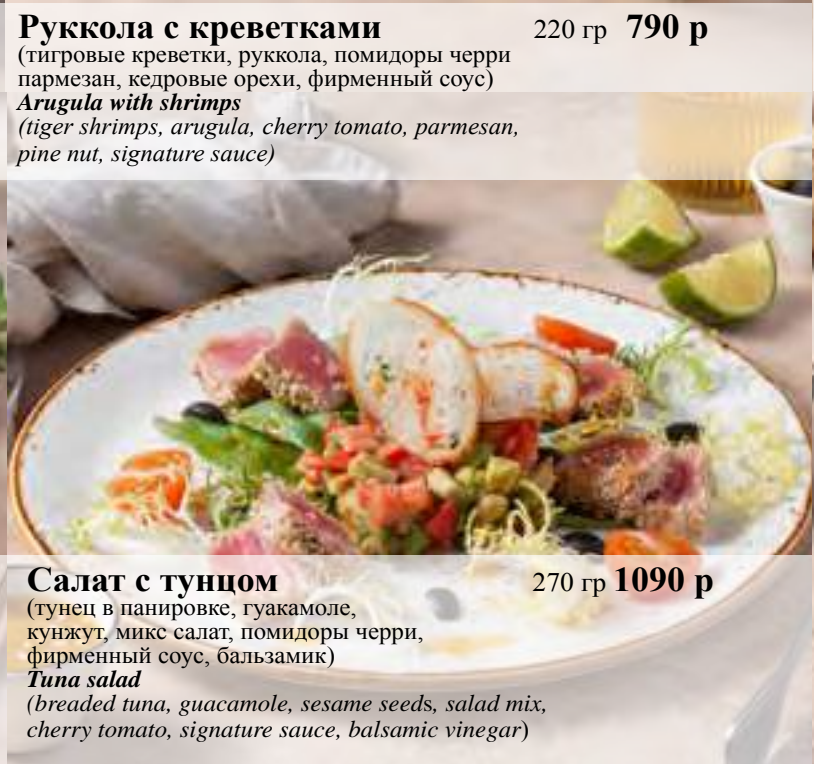 Руккола с креветками 220 гр 790 р
(тигровые креветки, руккола, помидоры черри
пармезан, кедровые орехи, фирменный соус)
Arugula with shrimps
(tiger shrimps, arugula, cherry tomato, parmesan,
pine nut, signature sauce)
Салат с тунцом 270 гр 1090 р
(тунец в панировке, гуакамоле,
кунжут, микс салат, помидоры черри,
фирменный соус, бальзамик)
Tuna salad
(breaded tuna, guacamole, sesame seeds, salad mix,
cherry tomato, signature sauce, balsamic vinegar)